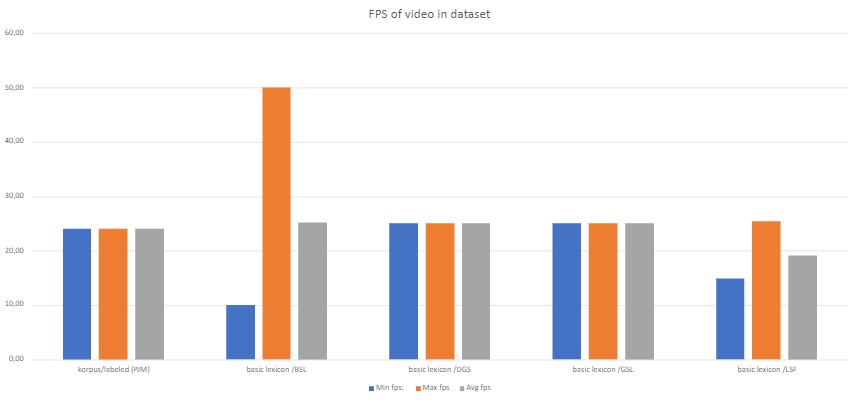 FPS of video in dataset
60,00
50,00
40,00
30,00
20,00
10,00
0,00
korpus/labeled (PJM) basic lexicon /BSL basic lexicon /DGS basic lexicon /GSL basic lexicon /LSF
Min fps: Max fps Avg fps